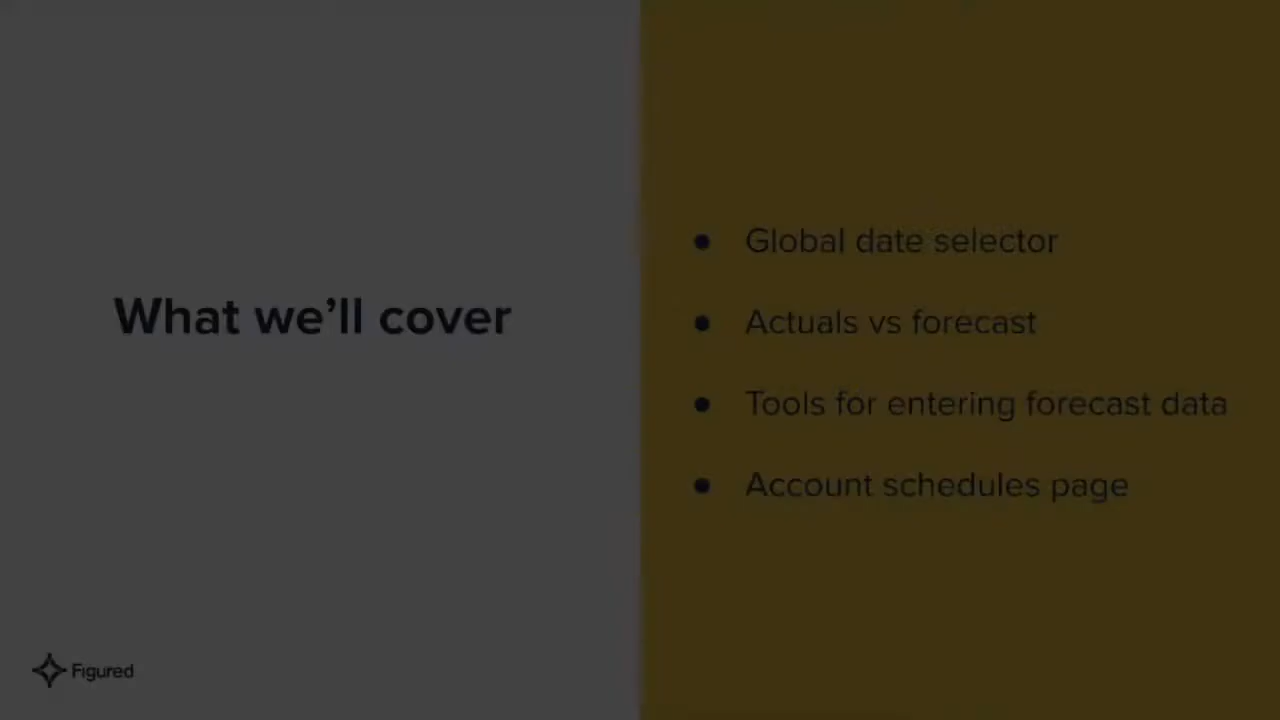 What we'll cover
• Global date selector
• Actuals vs forecast
• Tools for entering forecast data
• Account schedules page
Figured